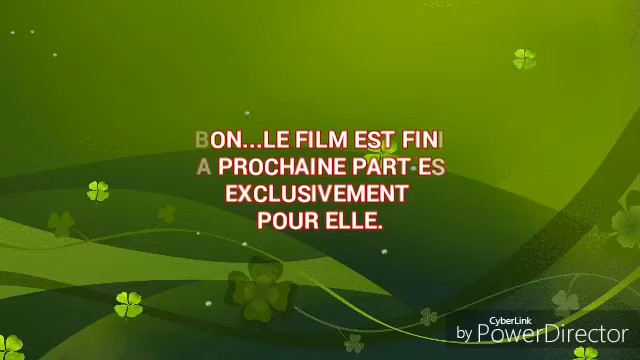 BON...LE FILM EST FINI
A PROCHAINE PART ES
EXCLUSIVEMENT
POUR ELLE.
CyberLink
by PowerDirector